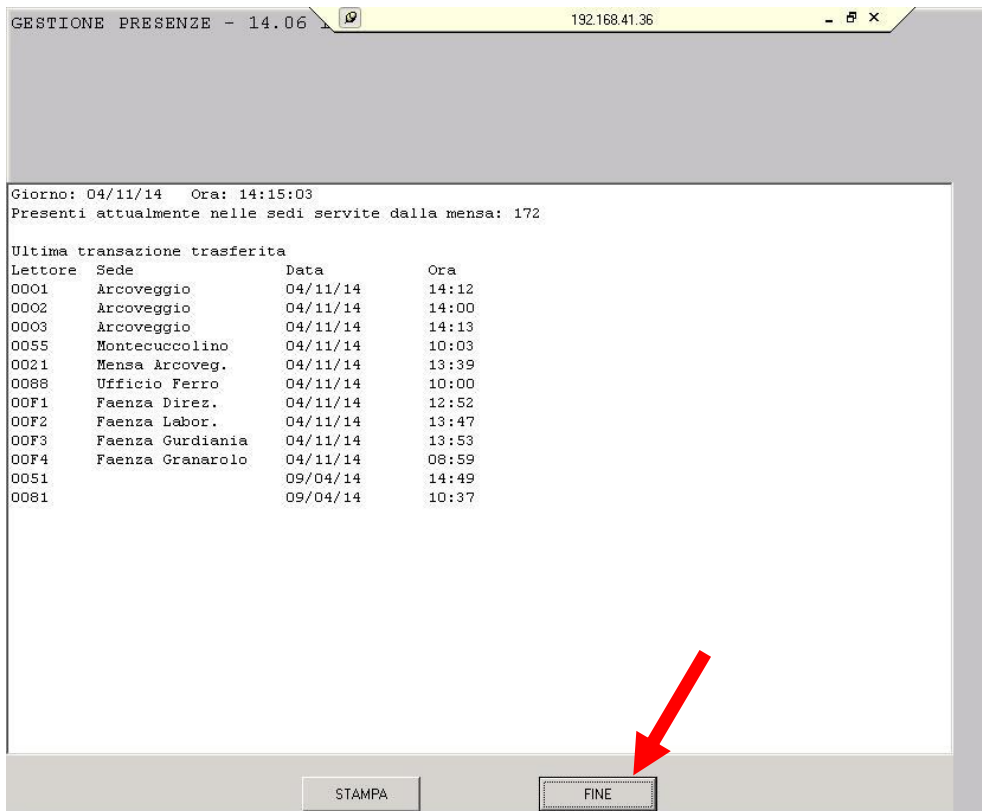 GESTIONE PRESENZE - 14.06
192.168.41.36
Giorno: 04/11/14 Ora: 14:15:03
Presenti attualmente nelle sedi servite dalla mensa: 172
Ultima transazione trasferita
Lettore Sede Data Ora
0001 Arcoveggio 04/11/14 14:12
0002 Arcoveggio 04/11/14 14:00
0003 Arcoveggio 04/11/14 14:13
0055 Montecuccolino 04/11/14 10:03
0021 Mensa Arcoveg. 04/11/14 13:39
0088 Ufficio Ferro 04/11/14 10:00
00F1 Faenza Direz. 04/11/14 12:52
00F2 Faenza Labor. 04/11/14 13:47
00F3 Faenza Gurdiania 04/11/14 13:53
00F4 Faenza Granarolo 04/11/14 08:59
0051 09/04/14 14:49
0081 09/04/14 10:37
STAMPA FINE